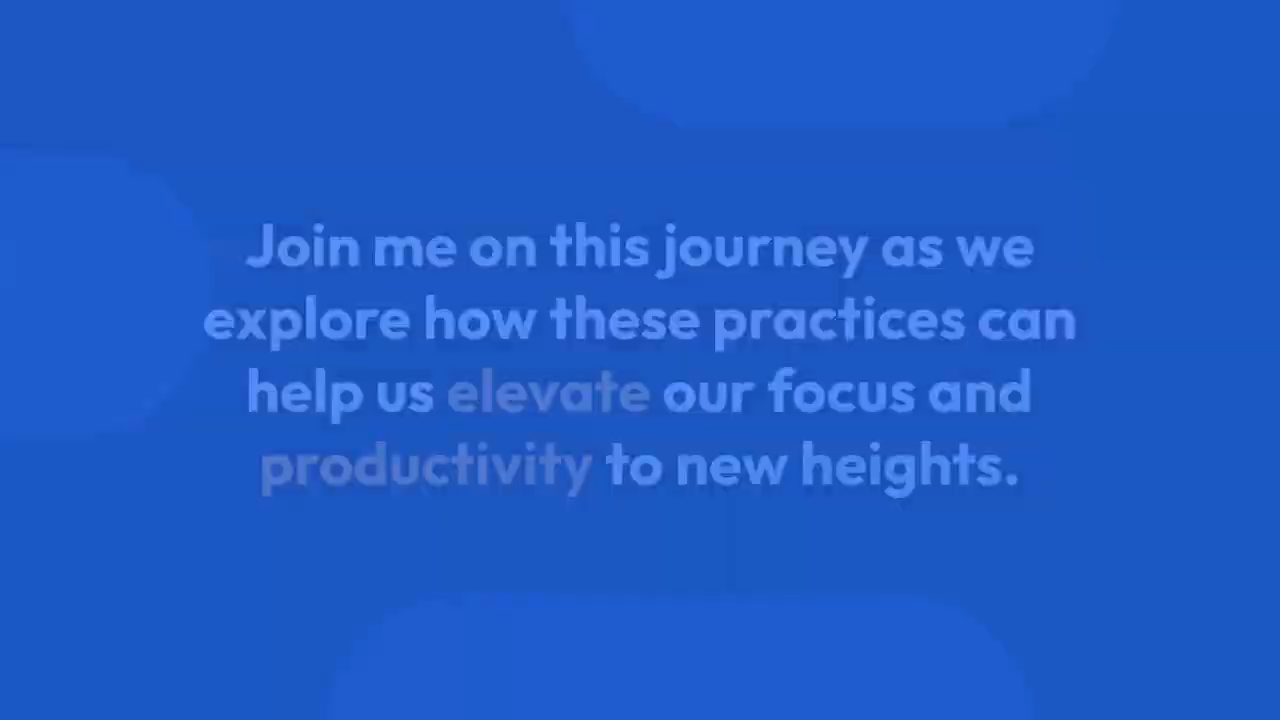 Join me on this journey as we
explore how these practices can
help us elevate our focus and
productivity to new heights.